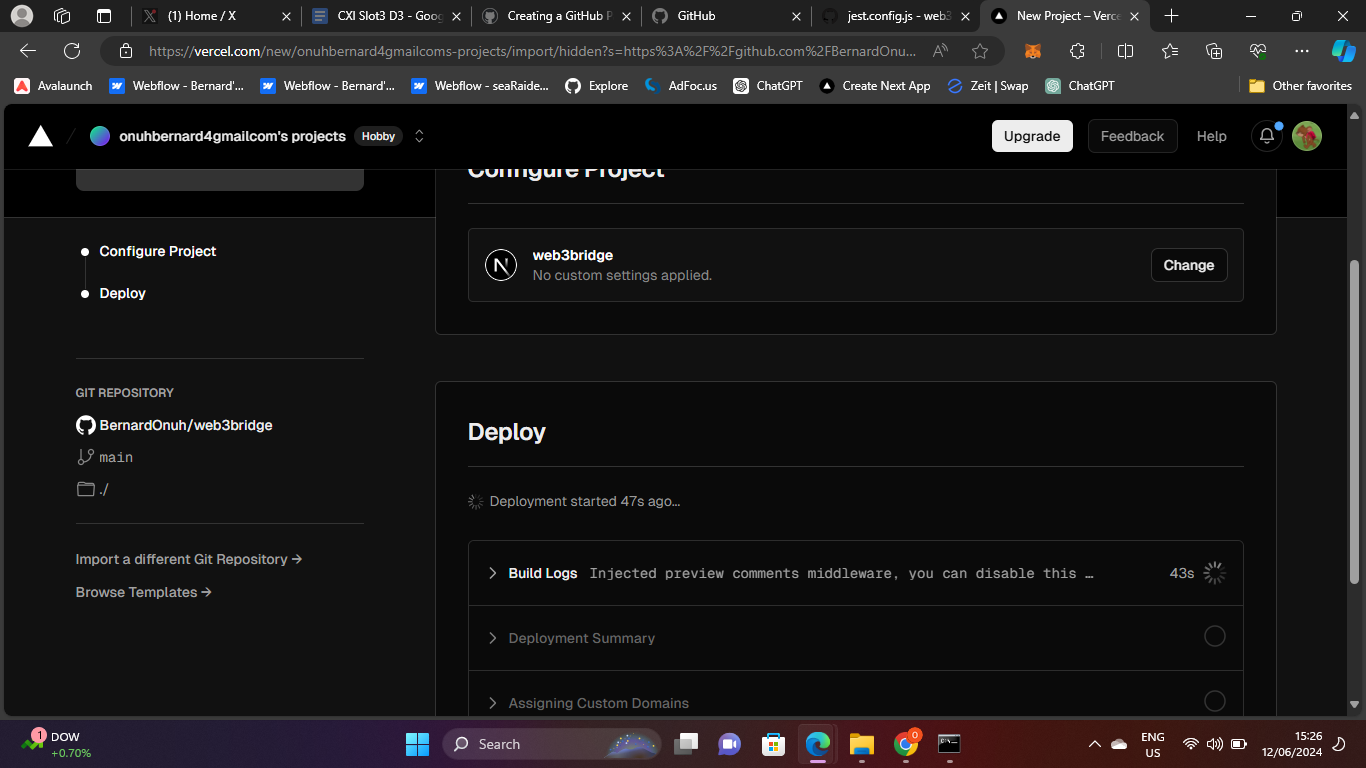 (1) Home / X
CXI Slot3 D3 - Goog
Creating a GitHub P
GitHub
jest.config.js - web3
New Project – Verce
https://vercel.com/new/onuhbernard4gmailcoms-projects/import/hidden?s=https%3A%2F%2Fgithub.com%2FBernardOnu...
Avalaunch
Webflow - Bernard'...
Webflow - Bernard'...
Webflow - seaRaide...
Explore
AdFoc.us
ChatGPT
Create Next App
Zeit | Swap
ChatGPT
Other favorites
onuhbernard4gmailcom's projects
Hobby
Upgrade
Feedback
Help
Configure Project
Configure Project
Deploy
web3bridge
No custom settings applied.
Change
GIT REPOSITORY
BernardOnuh/web3bridge
main
./
Import a different Git Repository →
Browse Templates →
Deploy
Deployment started 47s ago...
Build Logs
Injected preview comments middleware, you can disable this …
43s
Deployment Summary
Assigning Custom Domains
1
DOW
+0.70%
Search
0
ENG
US
15:26
12/06/2024